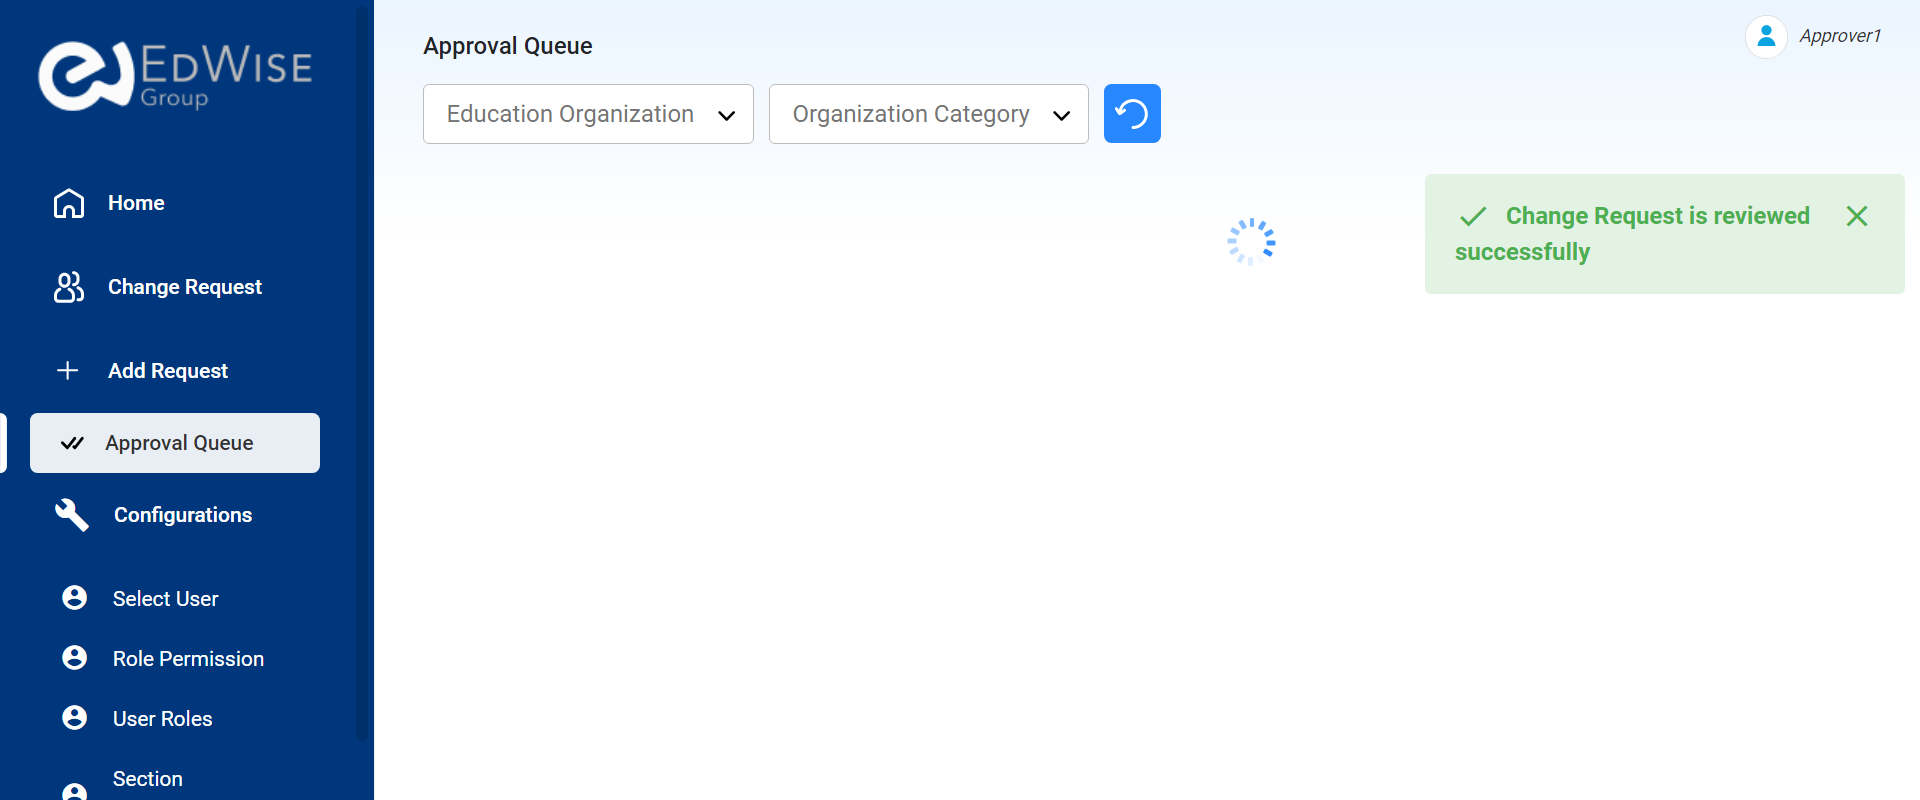 EDWISE
Group
Home
Change Request
Add Request
Approval Queue
Configurations
Select User
Role Permission
User Roles
Section
Approval Queue
Education Organization
Organization Category
Approver1
Change Request is reviewed
successfully